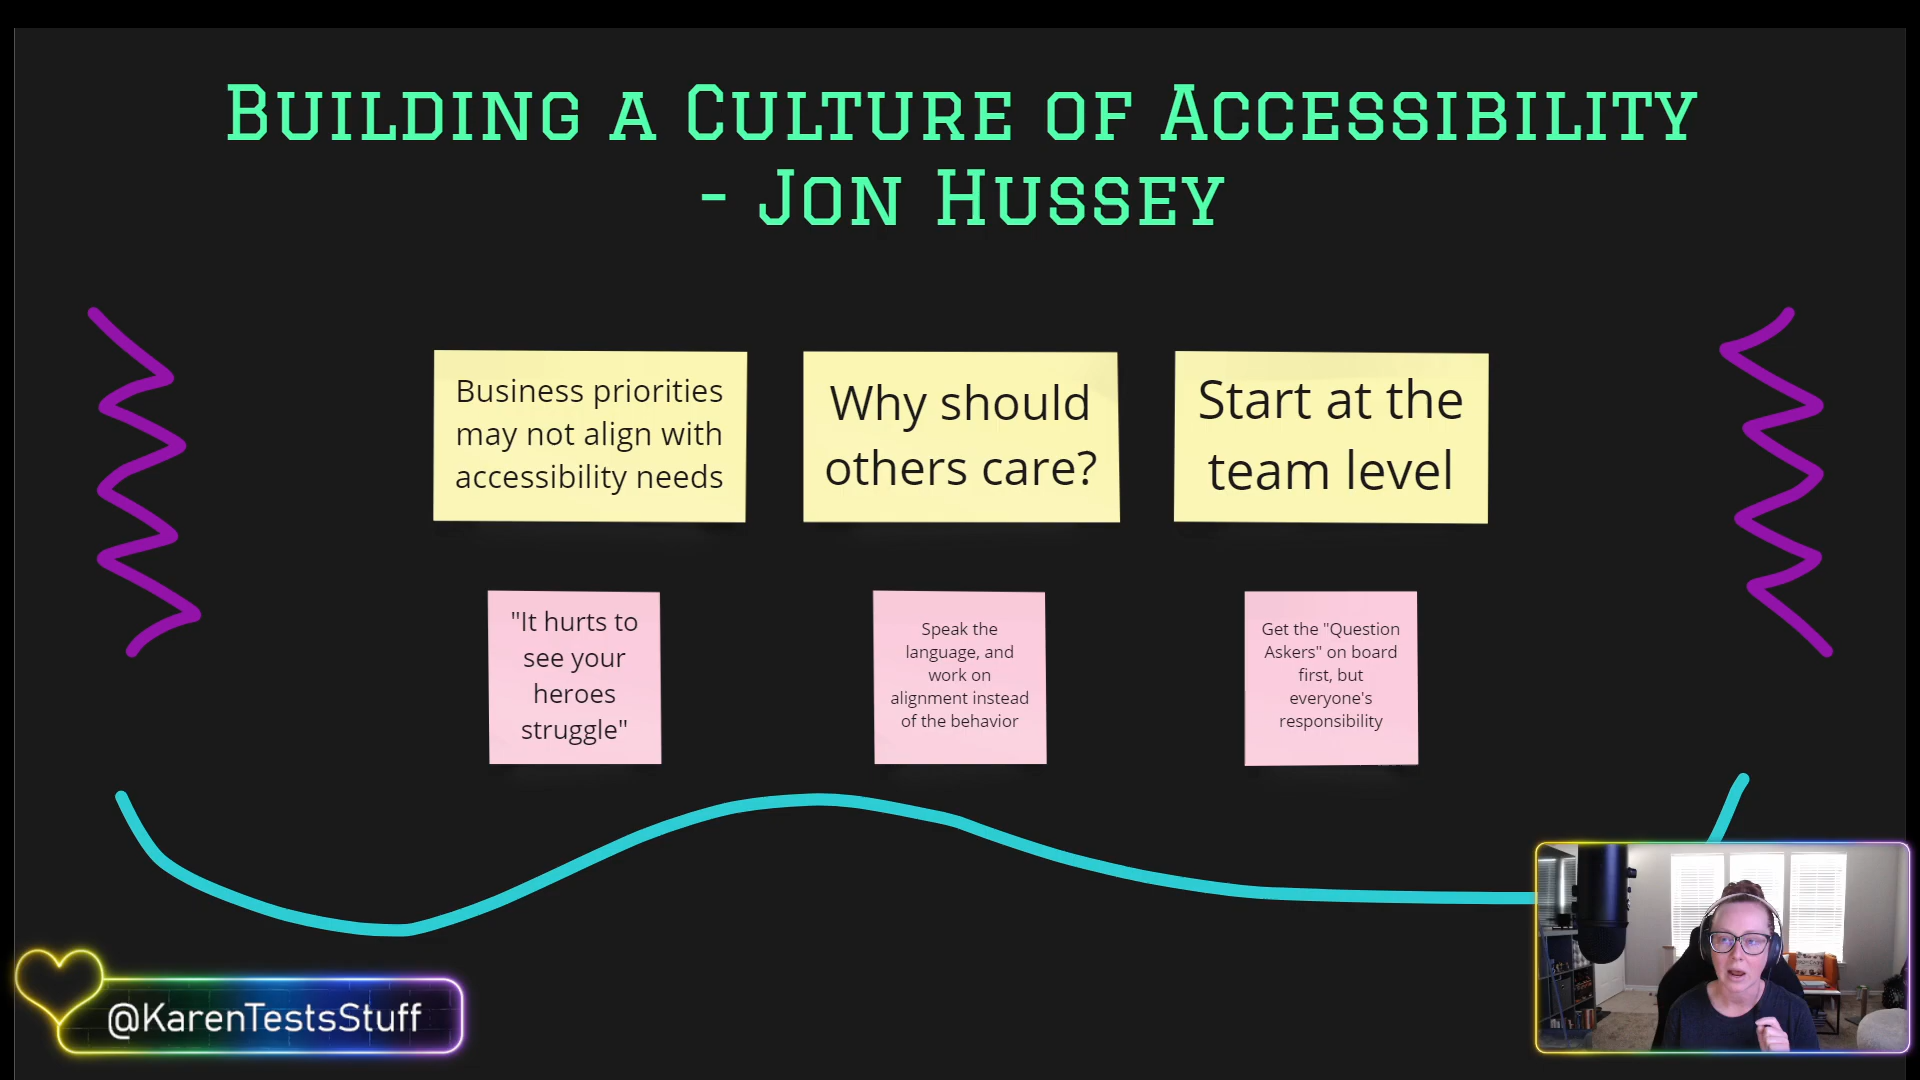 Building a Culture of Accessibility
- Jon Hussey
Business priorities
may not align with
accessibility needs
Why should
others care?
Start at the
team level
"It hurts to
see your
heroes
struggle"
Speak the
language, and
work on
alignment instead
of the behavior
Get the "Question
Askers" on board
first, but
everyone's
responsibility
@KarenTestsStuff